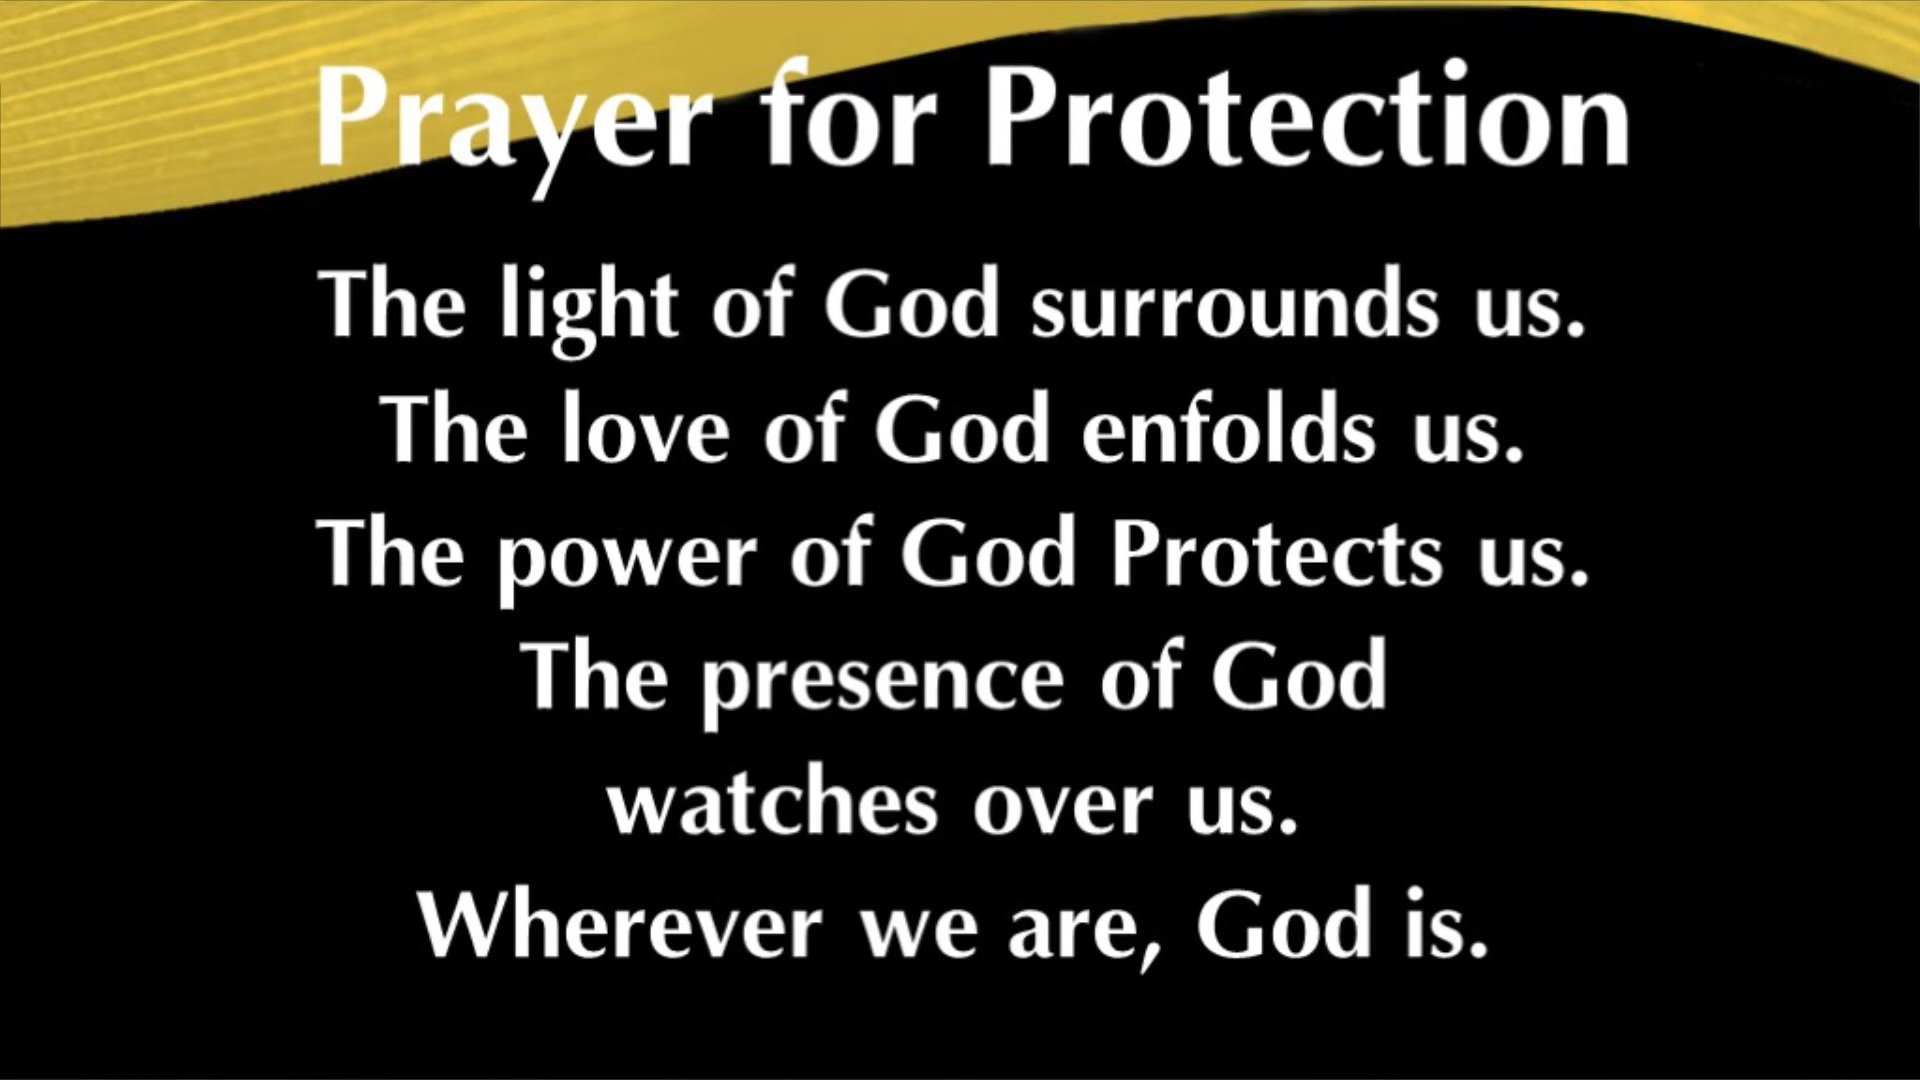 Prayer for Protection
The light of God surrounds us.
The love of God enfolds us.
The power of God Protects us.
The presence of God
watches over us.
Wherever we are, God is.